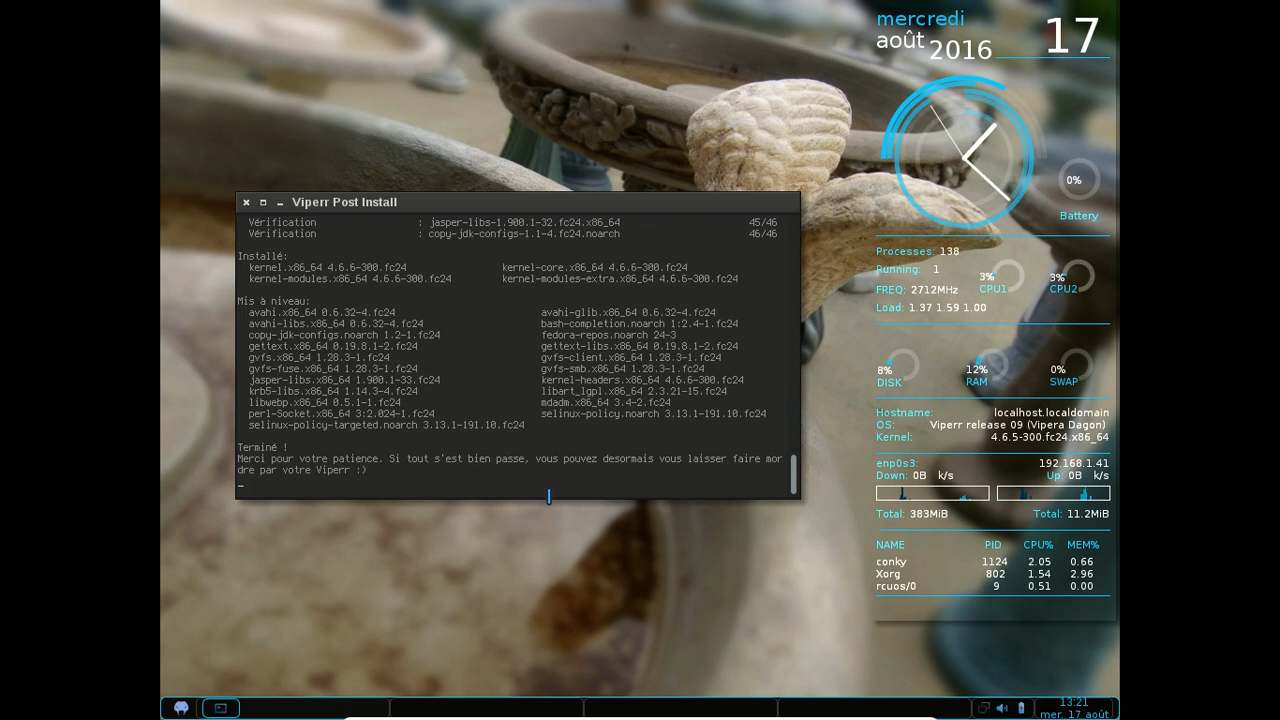 mercredi
août 2016 17
0%
Battery
Viperr Post Install
Vérification : jasper-libs-1.900.1-32.fc24.x86_64 45/46
Vérification : copy-jdk-configs-1.1-4.fc24.noarch 46/46
Installé:
kernel.x86_64 4.6.6-300.fc24 kernel-core.x86_64 4.6.6-300.fc24
kernel-modules.x86_64 4.6.6-300.fc24 kernel-modules-extra.x86_64 4.6.6-300.fc24
Mis à niveau:
avahi.x86_64 0.6.32-4.fc24 avahi-glib.x86_64 0.6.32-4.fc24
avahi-libs.x86_64 0.6.32-4.fc24 bash-completion.noarch 1:2.4-1.fc24
copy-jdk-configs.noarch 1.2-1.fc24 fedora-repos.noarch 24-3
gettext.x86_64 0.19.8.1-2.fc24 gettext-libs.x86_64 0.19.8.1-2.fc24
gvfs.x86_64 1.28.3-1.fc24 gvfs-client.x86_64 1.28.3-1.fc24
gvfs-fuse.x86_64 1.28.3-1.fc24 gvfs-smb.x86_64 1.28.3-1.fc24
jasper-libs.x86_64 1.900.1-33.fc24 kernel-headers.x86_64 4.6.6-300.fc24
krb5-libs.x86_64 1.14.3-4.fc24 libart_lgpl.x86_64 2.3.21-15.fc24
libwebp.x86_64 0.5.1-1.fc24 mdadm.x86_64 3.4-2.fc24
perl-Socket.x86_64 3:2.024-1.fc24 selinux-policy.noarch 3.13.1-191.10.fc24
selinux-policy-targeted.noarch 3.13.1-191.10.fc24
Terminé !
Merci pour votre patience. Si tout s'est bien passe, vous pouvez desormais vous laisser faire mor
dre par votre Viperr :)
Processes: 138
Running: 1
FREQ: 2712MHz
Load: 1.37 1.59 1.00
3%
CPU1
3%
CPU2
8%
DISK
12%
RAM
0%
SWAP
Hostname: localhost.localdomain
OS: Viperr release 09 (Vipera Dagon)
Kernel: 4.6.5-300.fc24.x86_64
enp0s3: 192.168.1.41
Down: 0B k/s Up: 0B k/s
Total: 383MiB Total: 11.2MiB
NAME PID CPU% MEM%
conky 1124 2.05 0.66
Xorg 802 1.54 2.96
rcuos/0 9 0.51 0.00
13:21
mer. 17 août